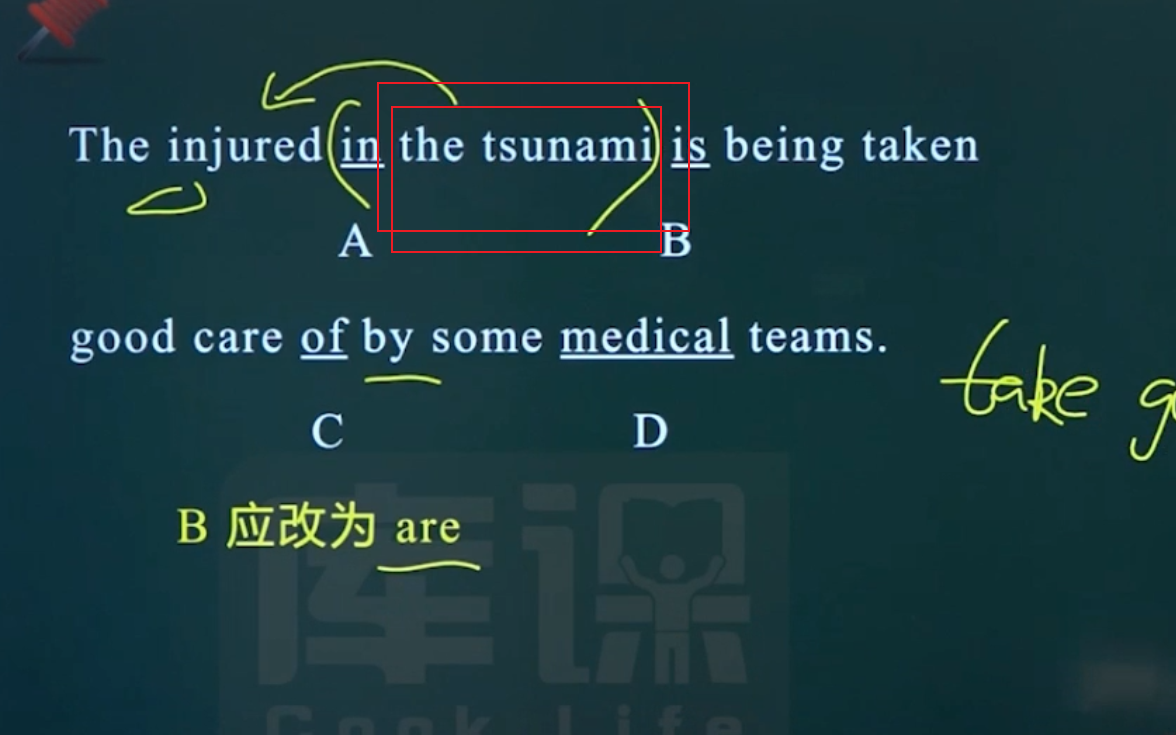 The injured (in the tsunami) is being taken
A B
good care of by some medical teams.
take
C D
B 应改为 are
库课
Cook Life